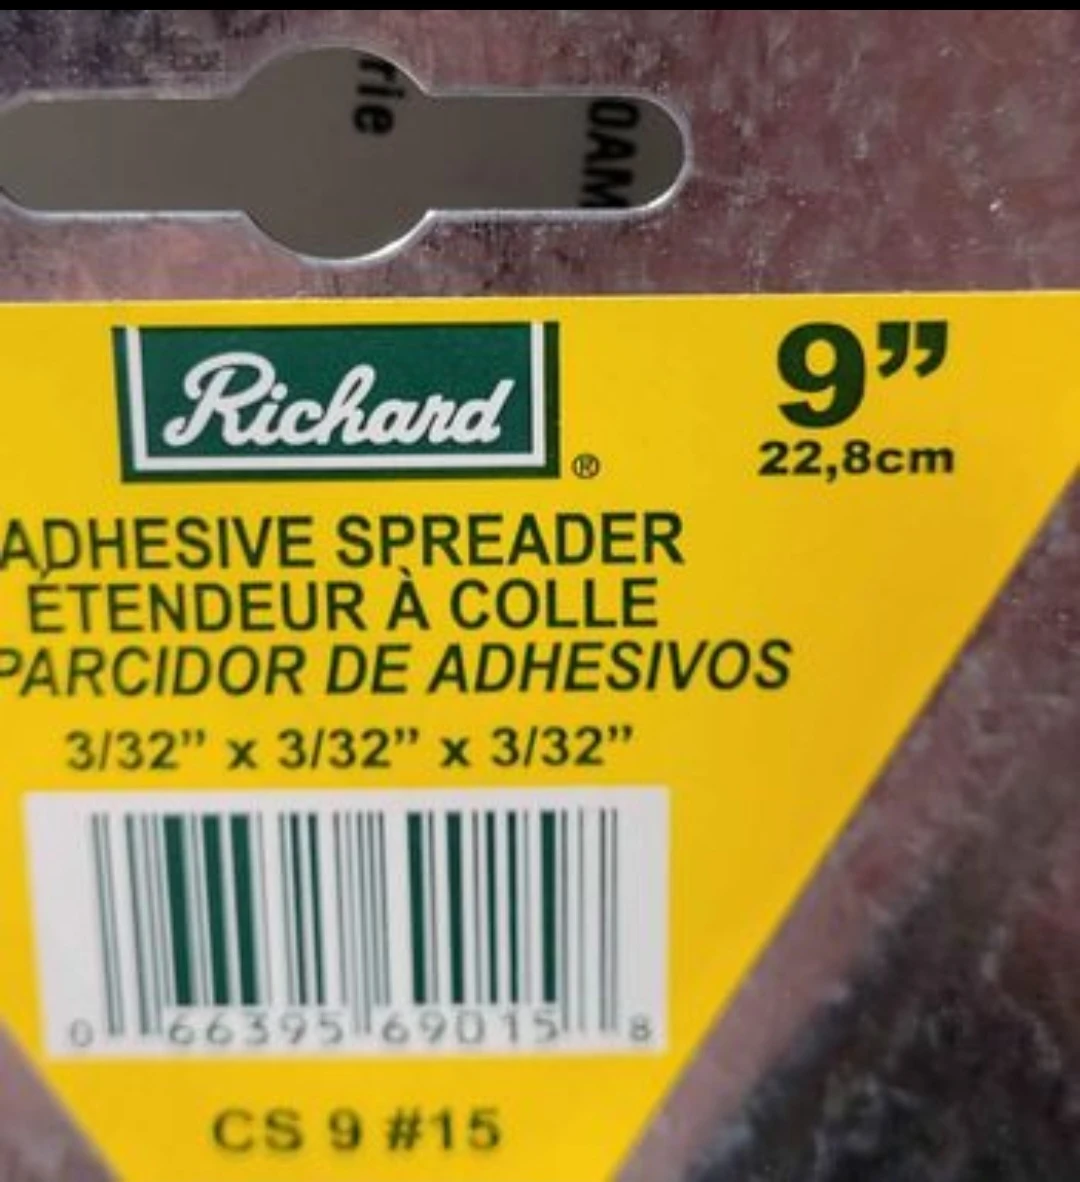 rie
0AM
Richard®
9”
22,8cm
ADHESIVE SPREADER
ÉTENDEUR À COLLE
PARCIDOR DE ADHESIVOS
3/32” x 3/32” x 3/32”
0 66395 69015 8
CS 9 #15